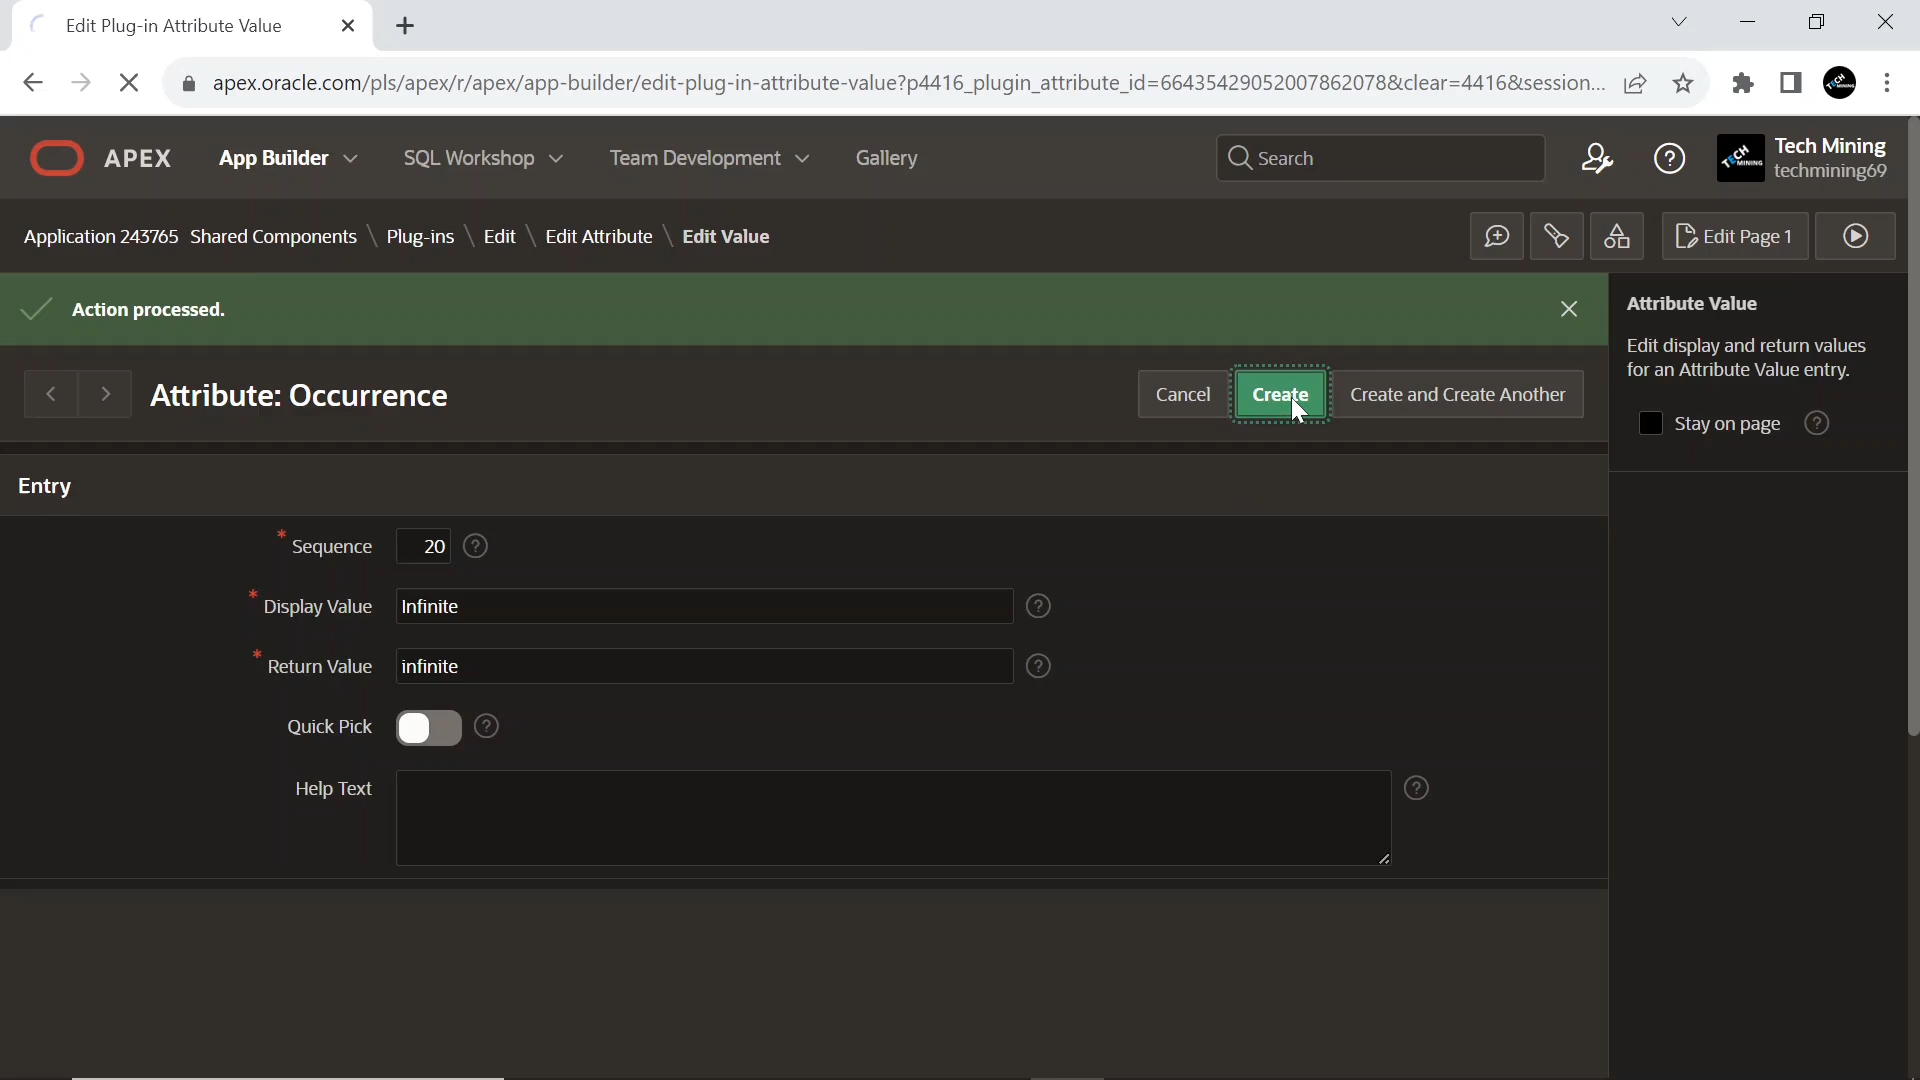 Edit Plug-in Attribute Value
apex.oracle.com/pls/apex/r/apex/app-builder/edit-plug-in-attribute-value?p4416_plugin_attribute_id=66435429052007862078&clear=4416&session...
APEX App Builder SQL Workshop Team Development Gallery Search Tech Mining
techmining69
Application 243765 Shared Components \ Plug-ins \ Edit \ Edit Attribute \ Edit Value Edit Page 1
Action processed.
Attribute: Occurrence Cancel Create Create and Create Another
Attribute Value
Edit display and return values
for an Attribute Value entry.
Stay on page
Entry
* Sequence 20
* Display Value Infinite
* Return Value infinite
Quick Pick
Help Text